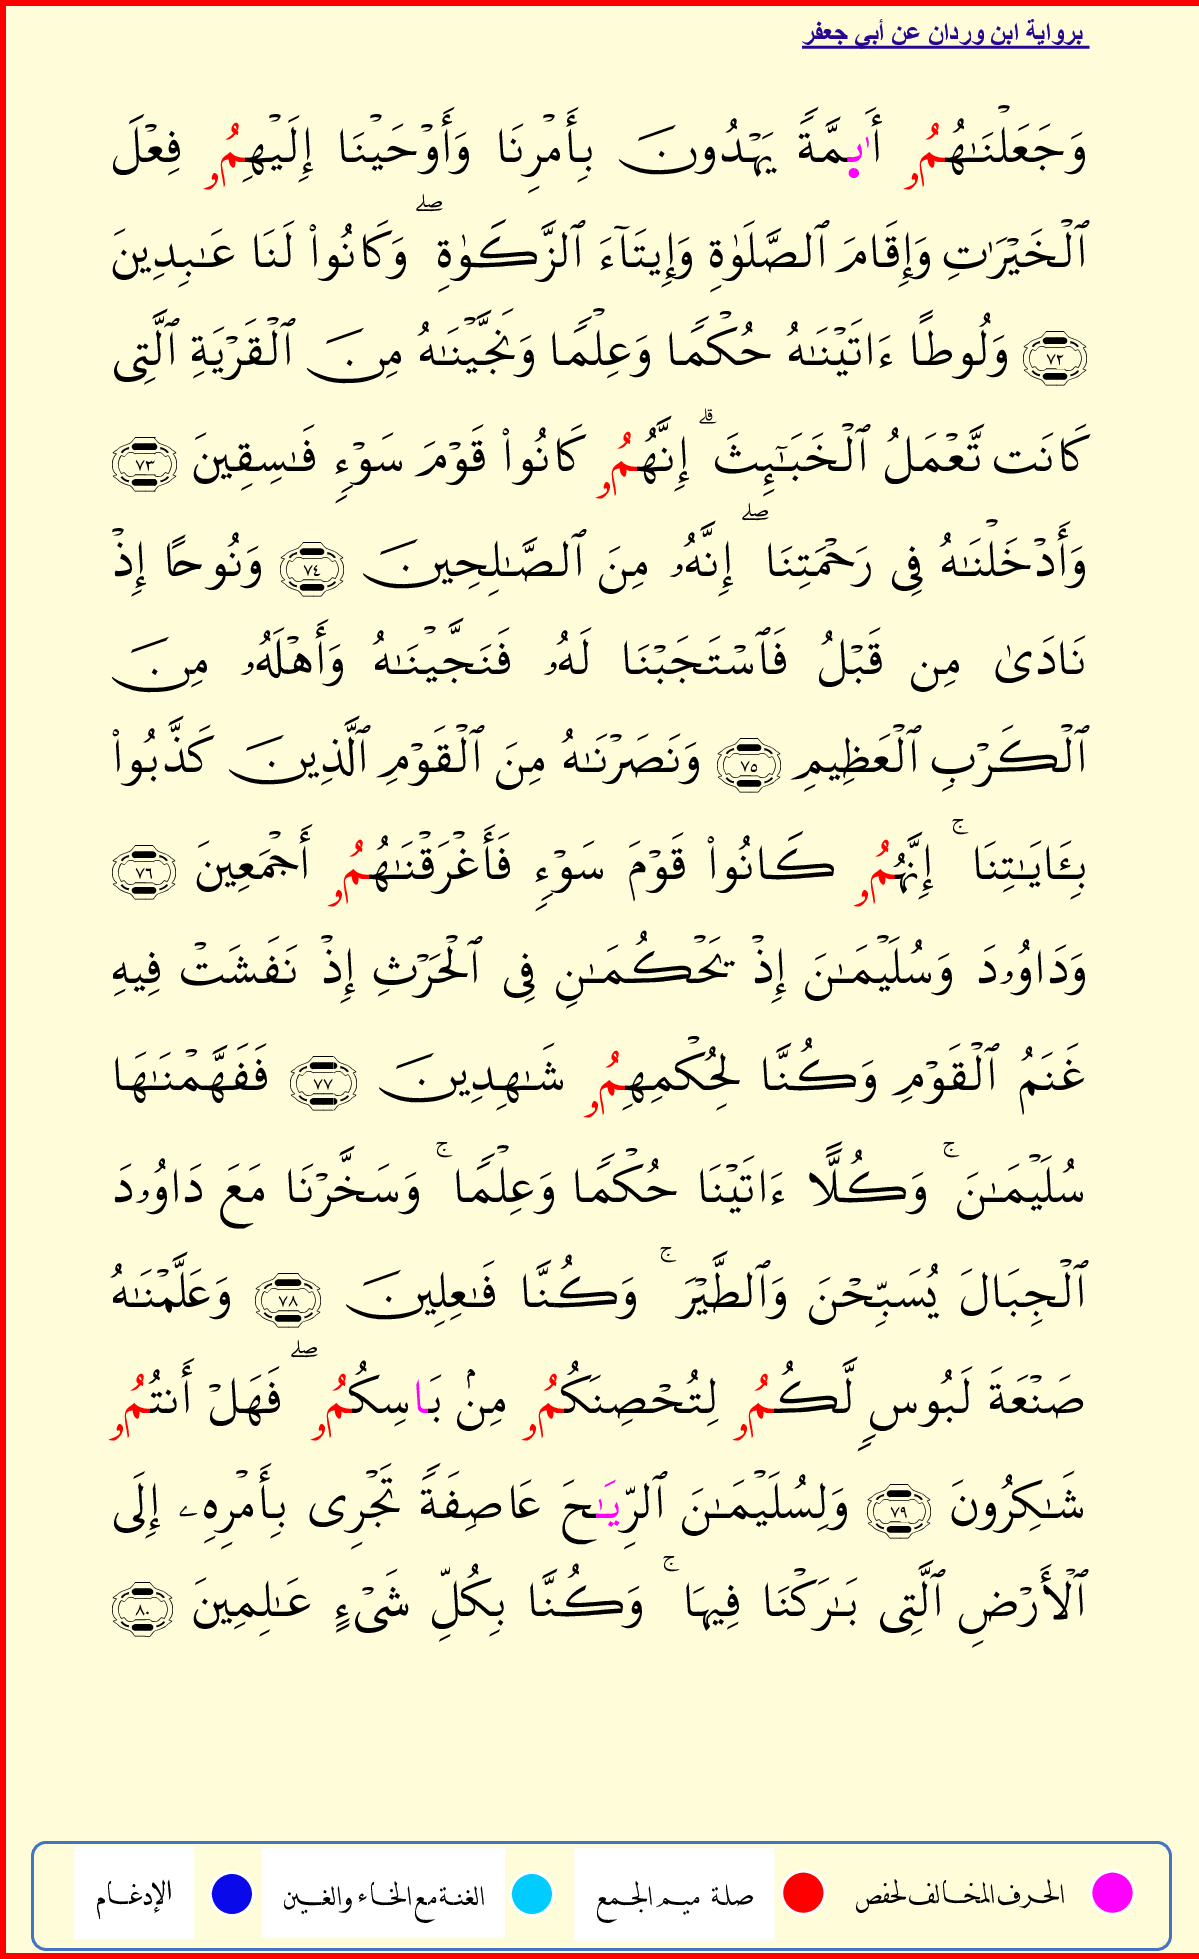 برواية ابن وردان عن أبي جعفر
وَجَعَلْنَٰهُمُۥ أَىِٕمَّةً يَهْدُونَ بِأَمْرِنَا وَأَوْحَيْنَا إِلَيْهِمُۥ فِعْلَ
ٱلْخَيْرَٰتِ وَإِقَامَ ٱلصَّلَوٰةِ وَإِيتَآءَ ٱلزَّكَوٰةِ ۖ وَكَانُوا۟ لَنَا عَٰبِدِينَ
٧٢ وَلُوطًا ءَاتَيْنَٰهُ حُكْمًا وَعِلْمًا وَنَجَّيْنَٰهُ مِنَ ٱلْقَرْيَةِ ٱلَّتِى
كَانَت تَّعْمَلُ ٱلْخَبَٰٓئِثَ ۗ إِنَّهُمُۥ كَانُوا۟ قَوْمَ سَوْءٍ فَٰسِقِينَ ٧٣
وَأَدْخَلْنَٰهُ فِى رَحْمَتِنَا ۖ إِنَّهُۥ مِنَ ٱلصَّٰلِحِينَ ٧٤ وَنُوحًا إِذْ
نَادَىٰ مِن قَبْلُ فَٱسْتَجَبْنَا لَهُۥ فَنَجَّيْنَٰهُ وَأَهْلَهُۥ مِنَ
ٱلْكَرْبِ ٱلْعَظِيمِ ٧٥ وَنَصَرْنَٰهُ مِنَ ٱلْقَوْمِ ٱلَّذِينَ كَذَّبُوا۟
بِـَٔايَٰتِنَا ۚ إِنَّهُمُۥ كَانُوا۟ قَوْمَ سَوْءٍ فَأَغْرَقْنَٰهُمُۥ أَجْمَعِينَ ٧٦
وَدَاوُۥدَ وَسُلَيْمَٰنَ إِذْ يَحْكُمَٰنِ فِى ٱلْحَرْثِ إِذْ نَفَشَتْ فِيهِ
غَنَمُ ٱلْقَوْمِ وَكُنَّا لِحُكْمِهِمُۥ شَٰهِدِينَ ٧٧ فَفَهَّمْنَٰهَا
سُلَيْمَٰنَ ۚ وَكُلًّا ءَاتَيْنَا حُكْمًا وَعِلْمًا ۚ وَسَخَّرْنَا مَعَ دَاوُۥدَ
ٱلْجِبَالَ يُسَبِّحْنَ وَٱلطَّيْرَ ۚ وَكُنَّا فَٰعِلِينَ ٧٨ وَعَلَّمْنَٰهُ
صَنْعَةَ لَبُوسٍ لَّكُمُۥ لِتُحْصِنَكُمُۥ مِنۢ بَاسِكُمُۥ ۖ فَهَلْ أَنتُمُۥ
شَٰكِرُونَ ٧٩ وَلِسُلَيْمَٰنَ ٱلرِّيَٰحَ عَاصِفَةً تَجْرِى بِأَمْرِهِۦ إِلَى
ٱلْأَرْضِ ٱلَّتِى بَٰرَكْنَا فِيهَا ۚ وَكُنَّا بِكُلِّ شَىْءٍ عَٰلِمِينَ ٨٠
الحرف المخالف لحفص صلة ميم الجمع الغنة مع الخاء والغين الإدغام